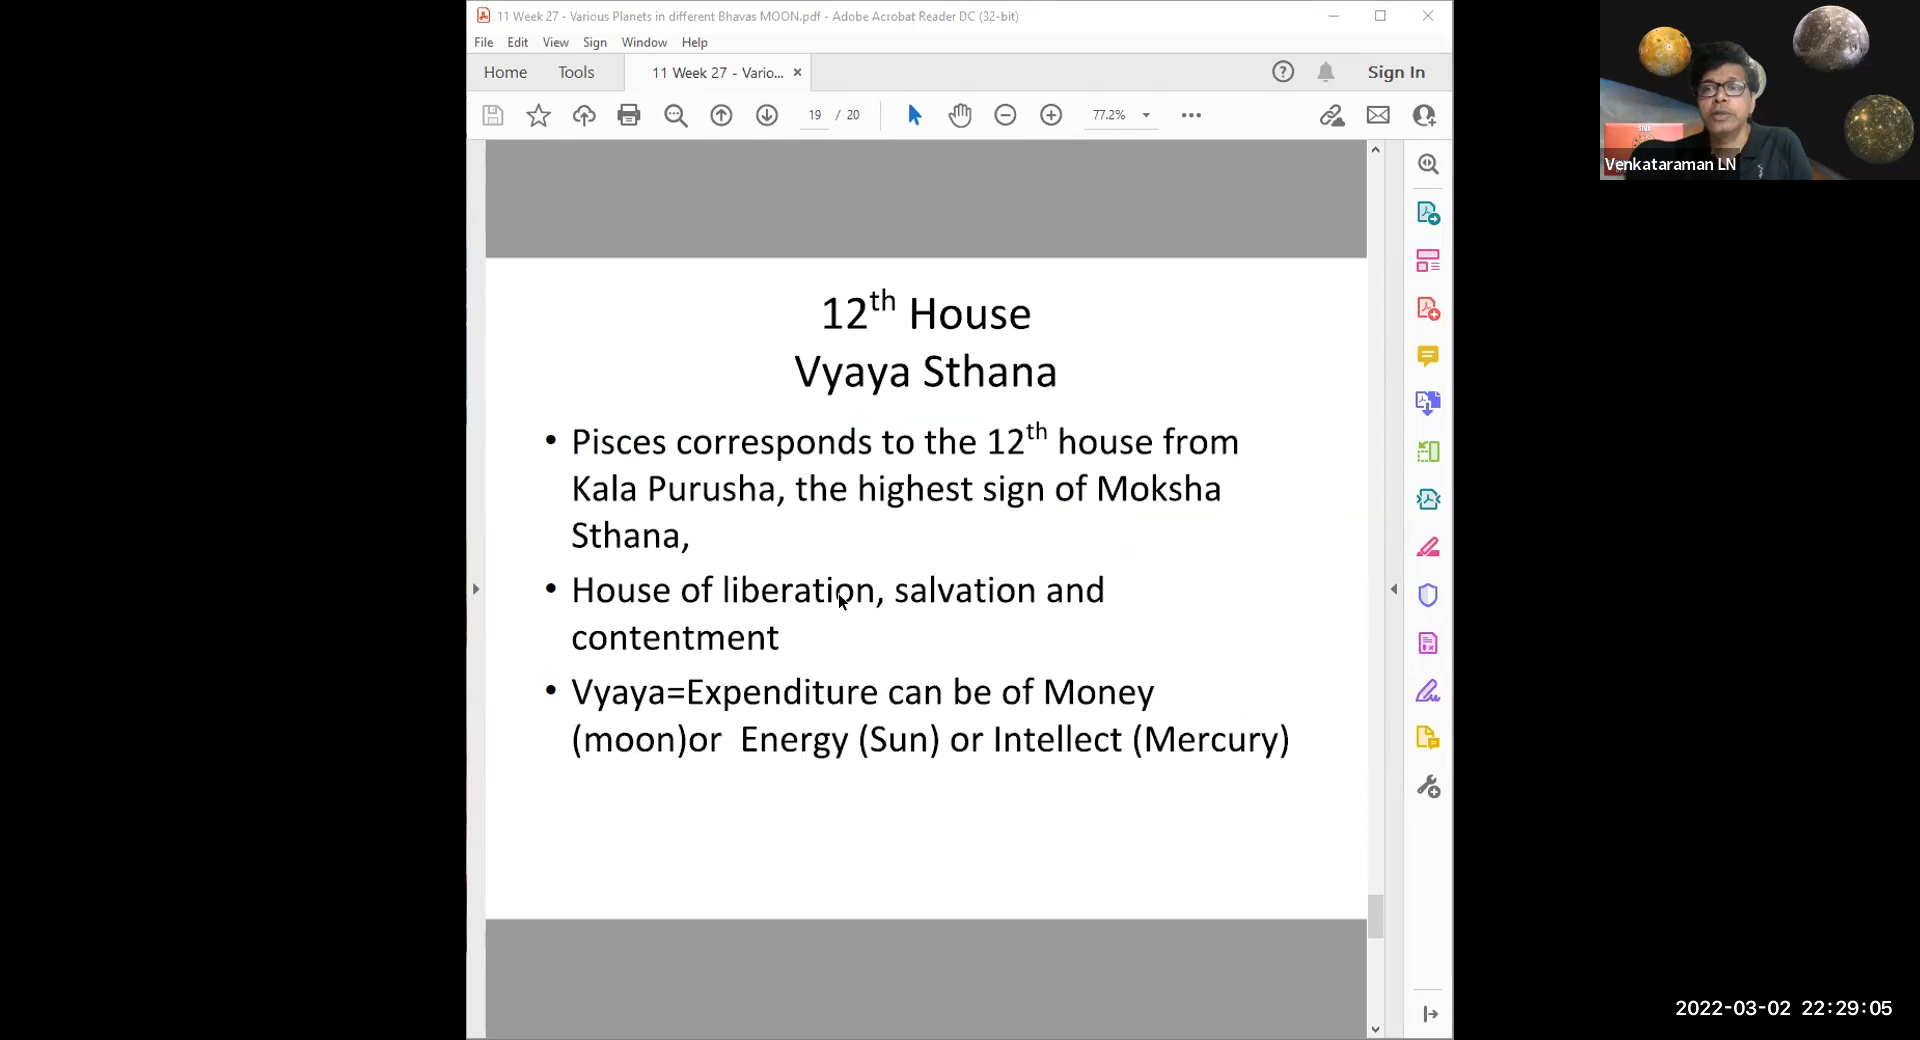 11 Week 27 - Various Planets in different Bhavas MOON.pdf - Adobe Acrobat Reader DC (32-bit)
File Edit View Sign Window Help
Home Tools 11 Week 27 - Vario... × Sign In
19 / 20 77.2%
12th House
Vyaya Sthana
• Pisces corresponds to the 12th house from
Kala Purusha, the highest sign of Moksha
Sthana,
• House of liberation, salvation and
contentment
• Vyaya=Expenditure can be of Money
(moon)or Energy (Sun) or Intellect (Mercury)
Venkataraman LN
2022-03-02 22:29:05